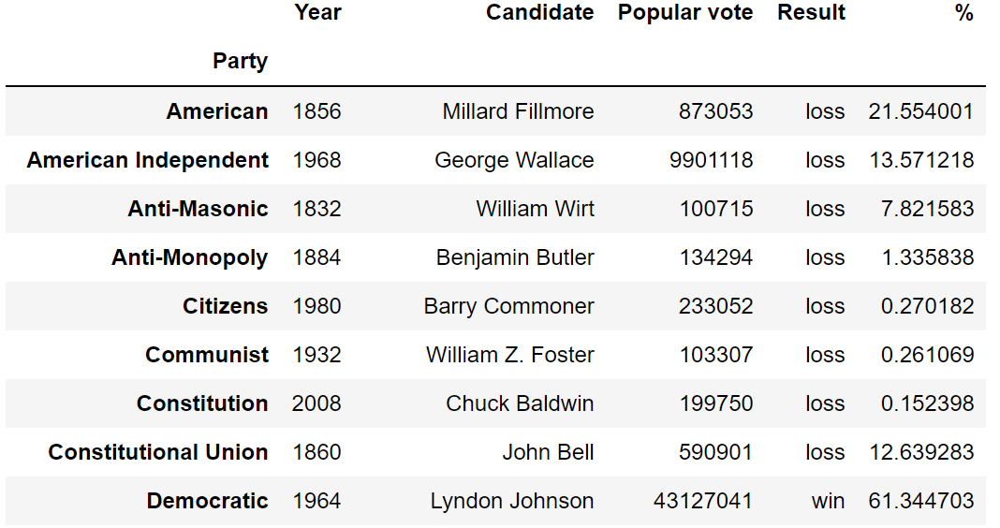 Year Candidate Popular vote Result %
Party
American 1856 Millard Fillmore 873053 loss 21.554001
American Independent 1968 George Wallace 9901118 loss 13.571218
Anti-Masonic 1832 William Wirt 100715 loss 7.821583
Anti-Monopoly 1884 Benjamin Butler 134294 loss 1.335838
Citizens 1980 Barry Commoner 233052 loss 0.270182
Communist 1932 William Z. Foster 103307 loss 0.261069
Constitution 2008 Chuck Baldwin 199750 loss 0.152398
Constitutional Union 1860 John Bell 590901 loss 12.639283
Democratic 1964 Lyndon Johnson 43127041 win 61.344703